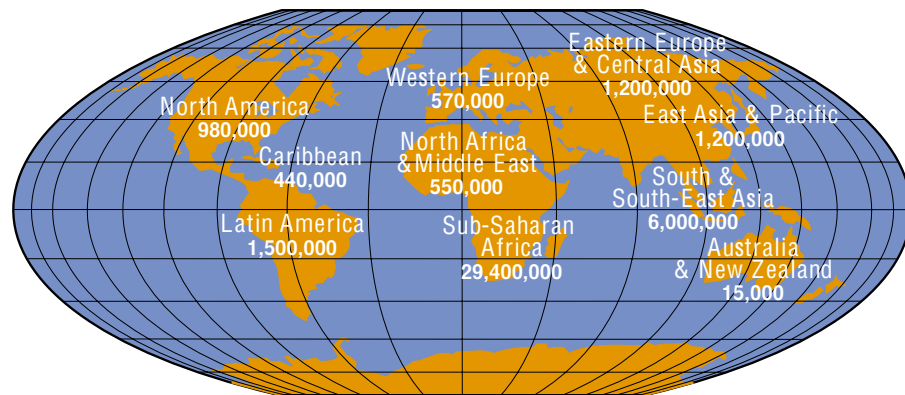 Eastern Europe
& Central Asia
1,200,000
Western Europe
570,000
North America
980,000
East Asia & Pacific
1,200,000
North Africa
&Middle East
550,000
Caribbean
440,000
South &
South-East Asia
6,000,000
Latin America
1,500,000
Sub-Saharan
Africa
29,400,000
Australia
& New Zealand
15,000